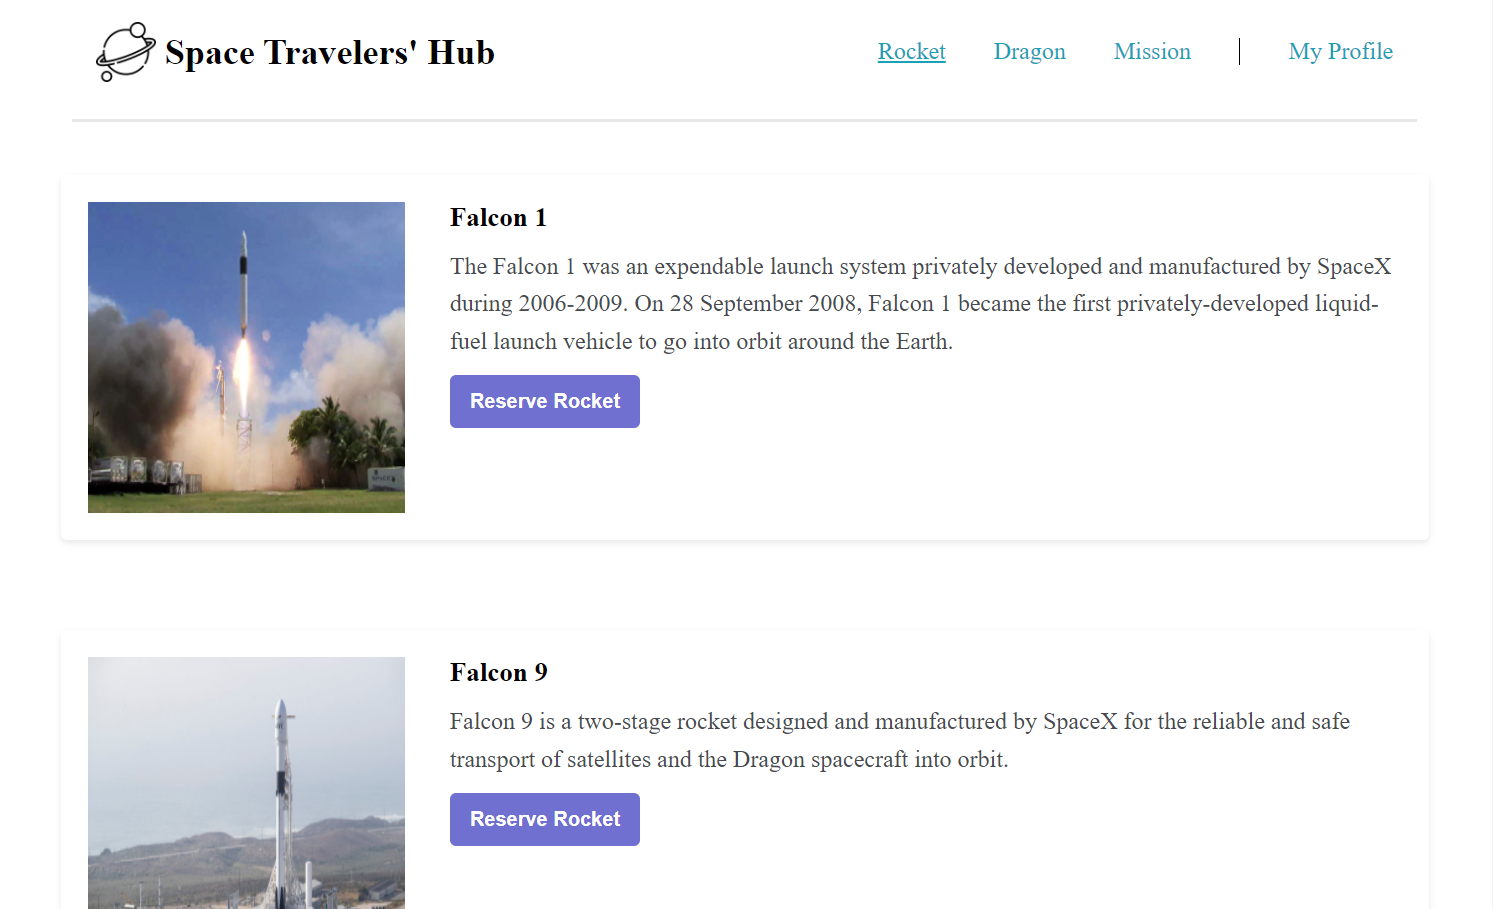 Space Travelers' Hub
Rocket Dragon Mission My Profile
Falcon 1
The Falcon 1 was an expendable launch system privately developed and manufactured by SpaceX
during 2006-2009. On 28 September 2008, Falcon 1 became the first privately-developed liquid-
fuel launch vehicle to go into orbit around the Earth.
Reserve Rocket
Falcon 9
Falcon 9 is a two-stage rocket designed and manufactured by SpaceX for the reliable and safe
transport of satellites and the Dragon spacecraft into orbit.
Reserve Rocket